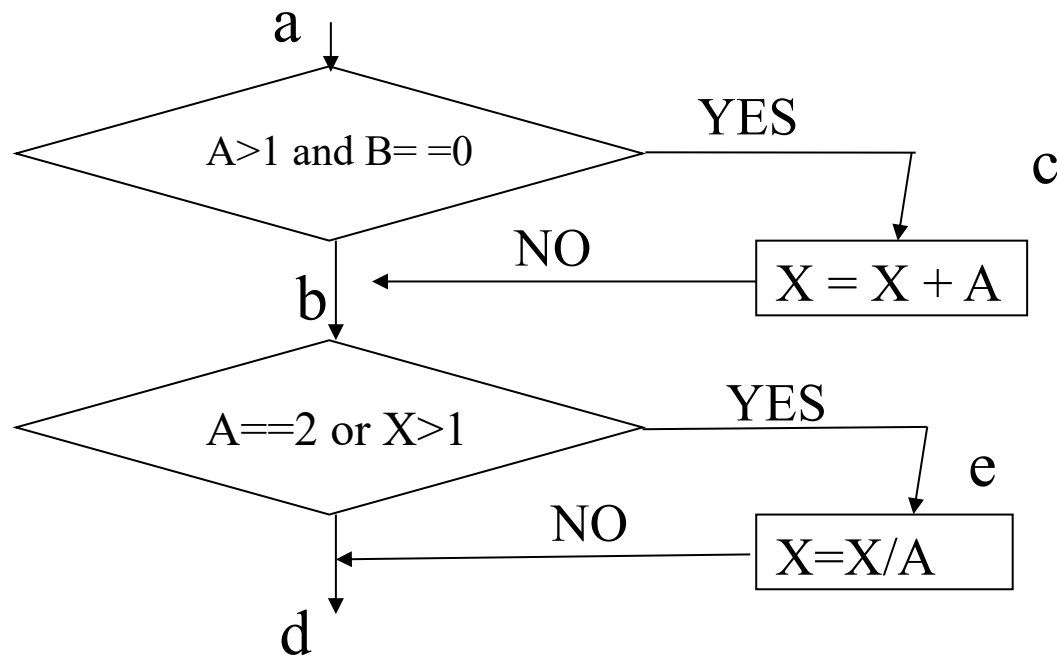 a
YES
A>1 and B= =0
c
NO
X = X + A
b
YES
A==2 or X>1
e
NO
X=X/A
d